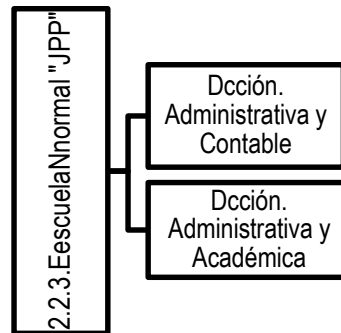 2.2.3.EescuelaNnormal "JPP"
Dcción.
Administrativa y
Contable
Dcción.
Administrativa y
Académica